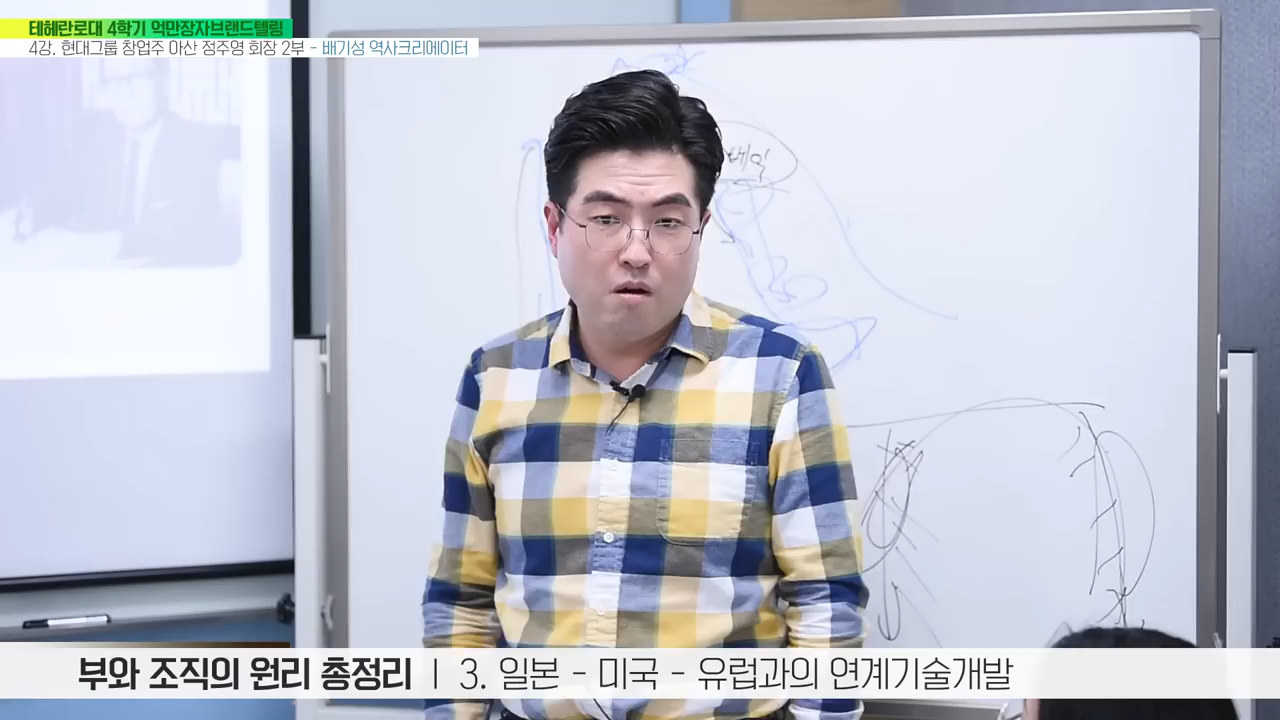 테헤란로대 4학기 억만장자브랜드텔링
4강. 현대그룹 창업주 아산 정주영 회장 2부 - 배기성 역사크리에이터
부와 조직의 원리 총정리 | 3. 일본 - 미국 - 유럽과의 연계기술개발